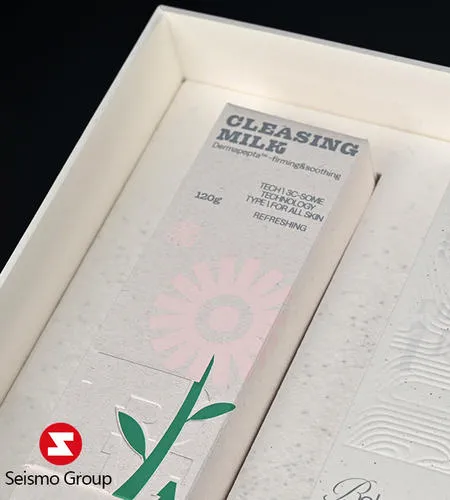 CLEASING
MILK
Dermapepta™ -firming&soothing
TECH \ 3C-SOME
TECHNOLOGY
TYPE \ FOR ALL SKIN
REFRESHING
120g
Seismo Group